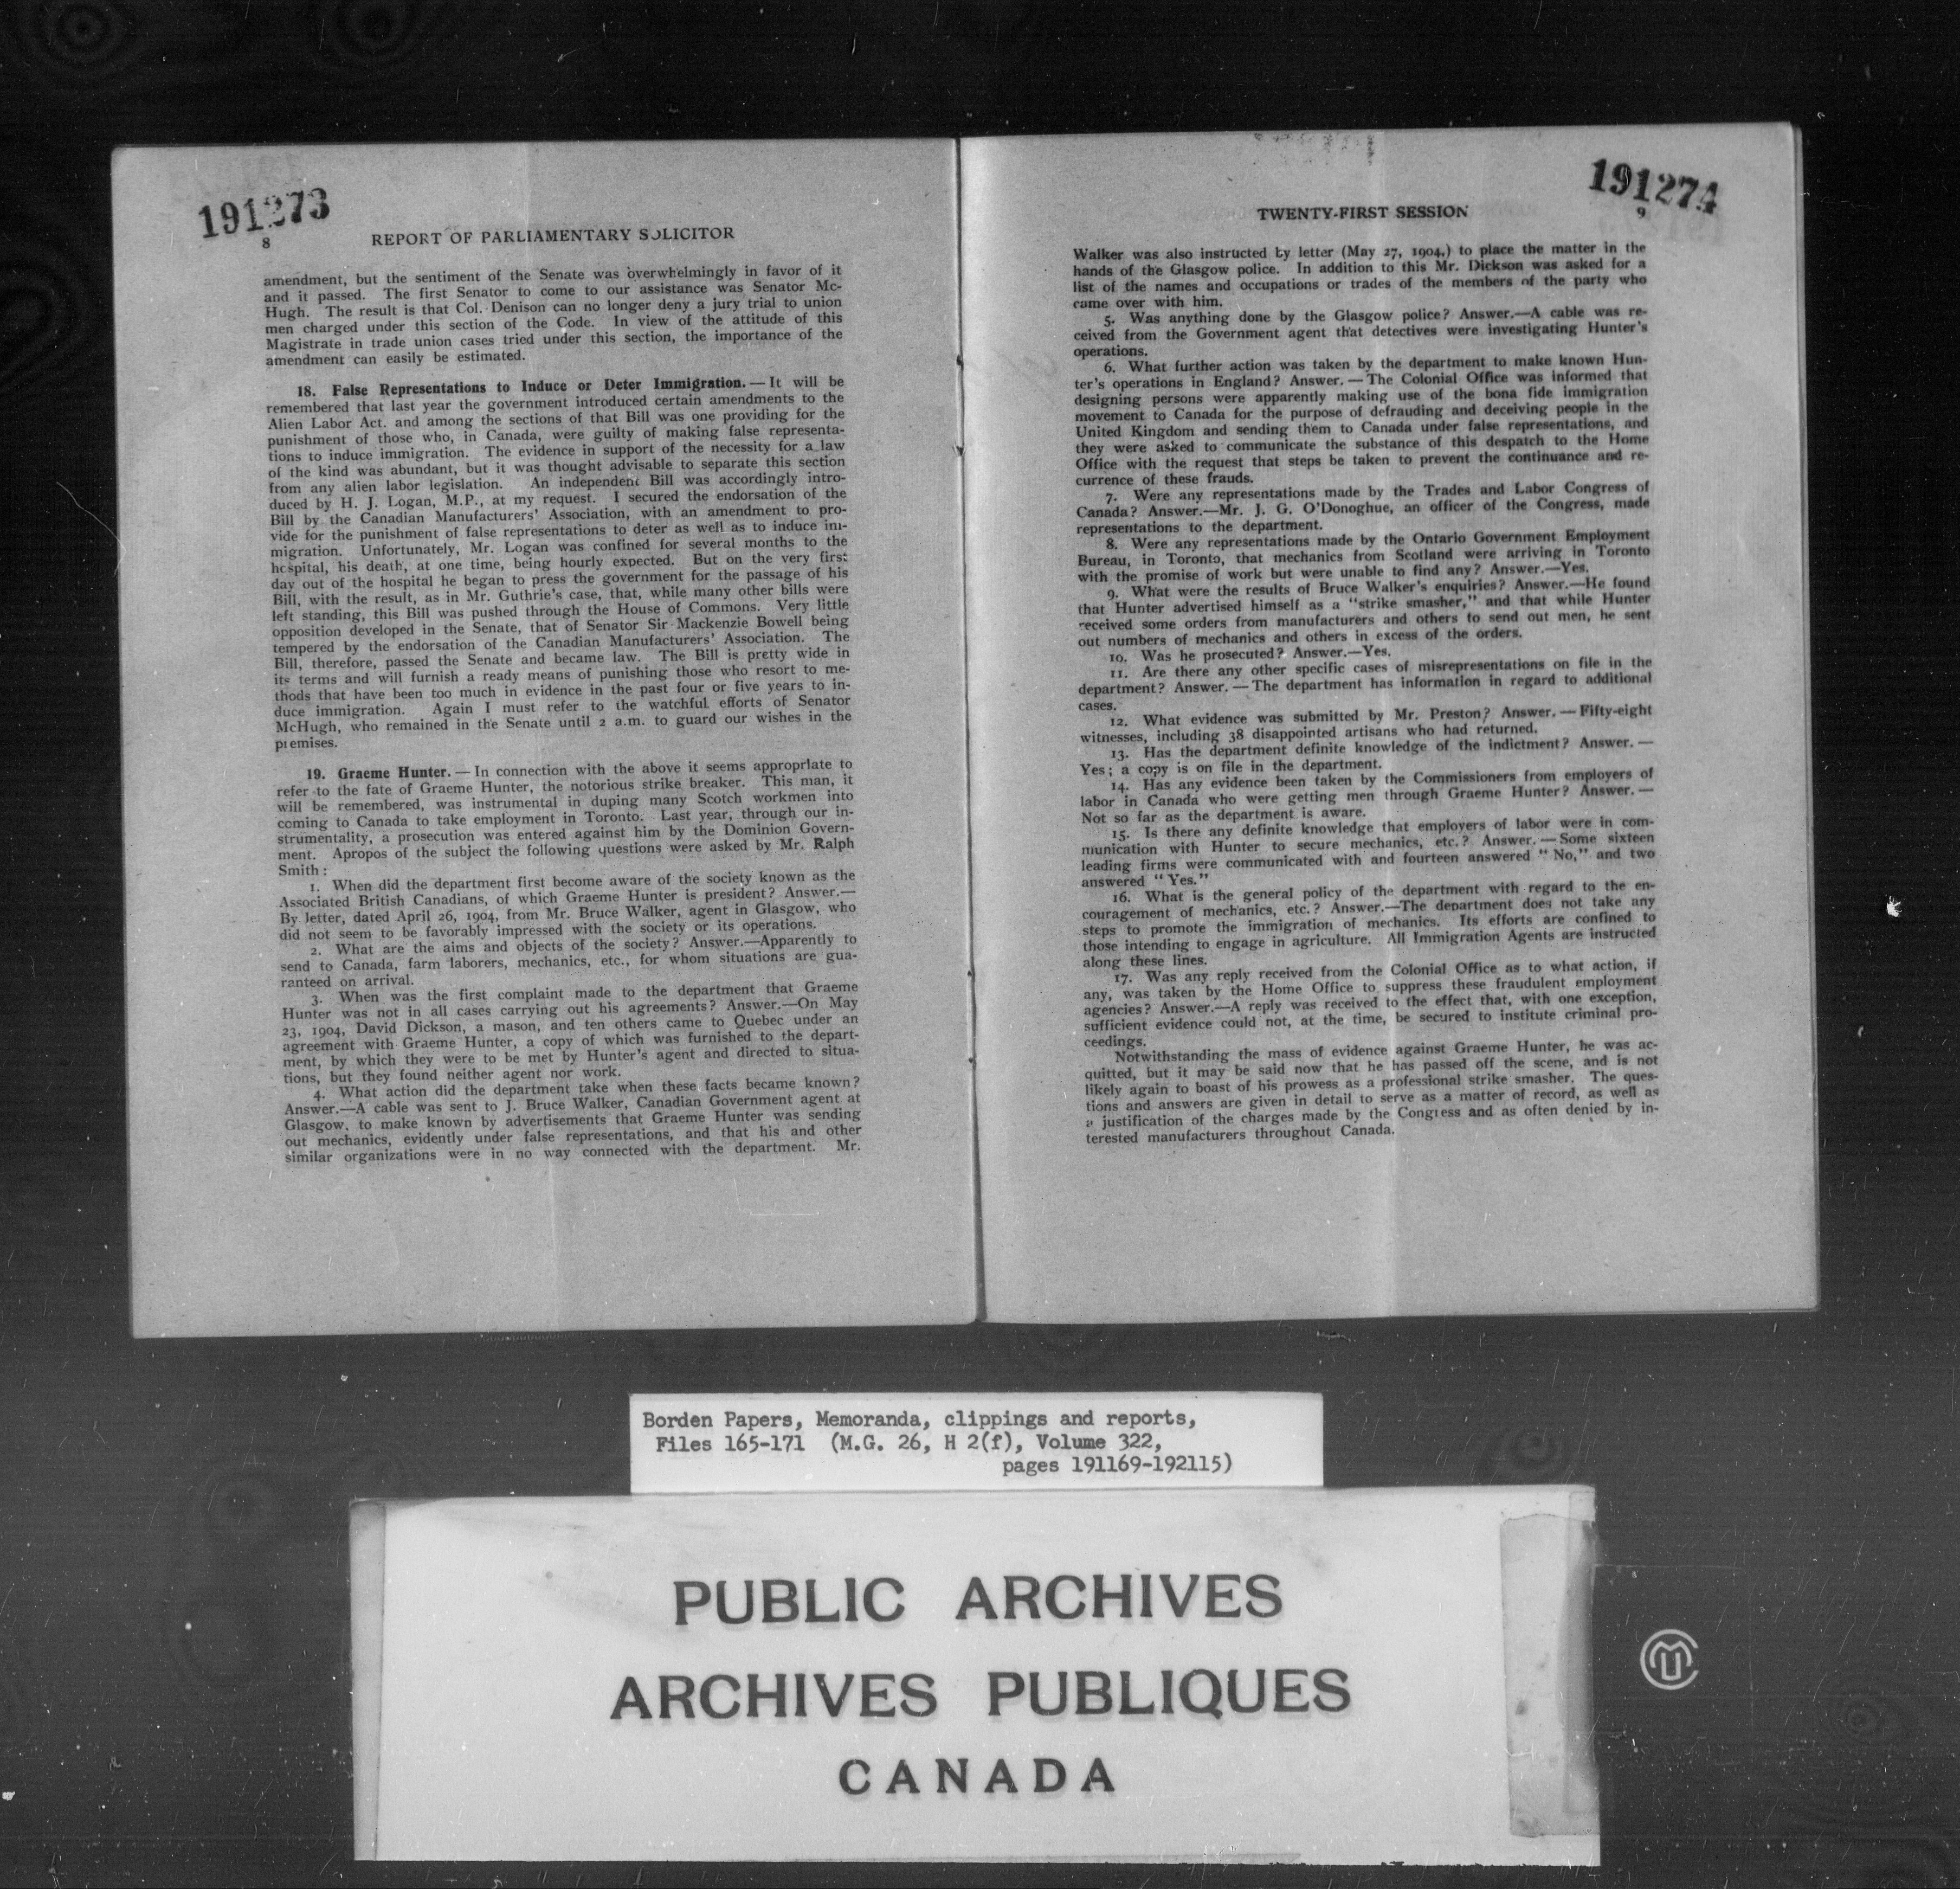 191273
8
REPORT OF PARLIAMENTARY SOLICITOR
amendment, but the sentiment of the Senate was overwhelmingly in favor of it
and it passed. The first Senator to come to our assistance was Senator Mc-
Hugh. The result is that Col. Denison can no longer deny a jury trial to union
men charged under this section of the Code. In view of the attitude of this
Magistrate in trade union cases tried under this section, the importance of the
amendment can easily be estimated.
18. False Representations to Induce or Deter Immigration. — It will be
remembered that last year the government introduced certain amendments to the
Alien Labor Act. and among the sections of that Bill was one providing for the
punishment of those who, in Canada, were guilty of making false representa-
tions to induce immigration. The evidence in support of the necessity for a law
of the kind was abundant, but it was thought advisable to separate this section
from any alien labor legislation. An independent Bill was accordingly intro-
duced by H. J. Logan, M.P., at my request. I secured the endorsation of the
Bill by the Canadian Manufacturers' Association, with an amendment to pro-
vide for the punishment of false representations to deter as well as to induce im-
migration. Unfortunately, Mr. Logan was confined for several months to the
hospital, his death, at one time, being hourly expected. But on the very first
day out of the hospital he began to press the government for the passage of his
Bill, with the result, as in Mr. Guthrie's case, that, while many other bills were
left standing, this Bill was pushed through the House of Commons. Very little
opposition developed in the Senate, that of Senator Sir Mackenzie Bowell being
tempered by the endorsation of the Canadian Manufacturers' Association. The
Bill, therefore, passed the Senate and became law. The Bill is pretty wide in
its terms and will furnish a ready means of punishing those who resort to me-
thods that have been too much in evidence in the past four or five years to in-
duce immigration. Again I must refer to the watchful efforts of Senator
McHugh, who remained in the Senate until 2 a.m. to guard our wishes in the
premises.
19. Graeme Hunter. — In connection with the above it seems appropriate to
refer to the fate of Graeme Hunter, the notorious strike breaker. This man, it
will be remembered, was instrumental in duping many Scotch workmen into
coming to Canada to take employment in Toronto. Last year, through our in-
strumentality, a prosecution was entered against him by the Dominion Govern-
ment. Apropos of the subject the following questions were asked by Mr. Ralph
Smith :
1. When did the department first become aware of the society known as the
Associated British Canadians, of which Graeme Hunter is president? Answer.—
By letter, dated April 26, 1904, from Mr. Bruce Walker, agent in Glasgow, who
did not seem to be favorably impressed with the society or its operations.
2. What are the aims and objects of the society? Answer.—Apparently to
send to Canada, farm laborers, mechanics, etc., for whom situations are gua-
ranteed on arrival.
3. When was the first complaint made to the department that Graeme
Hunter was not in all cases carrying out his agreements? Answer.—On May
23, 1904, David Dickson, a mason, and ten others came to Quebec under an
agreement with Graeme Hunter, a copy of which was furnished to the depart-
ment, by which they were to be met by Hunter's agent and directed to situa-
tions, but they found neither agent nor work.
4. What action did the department take when these facts became known?
Answer.—A cable was sent to J. Bruce Walker, Canadian Government agent at
Glasgow, to make known by advertisements that Graeme Hunter was sending
out mechanics, evidently under false representations, and that his and other
similar organizations were in no way connected with the department. Mr.
191274
9
TWENTY-FIRST SESSION
Walker was also instructed by letter (May 27, 1904,) to place the matter in the
hands of the Glasgow police. In addition to this Mr. Dickson was asked for a
list of the names and occupations or trades of the members of the party who
came over with him.
5. Was anything done by the Glasgow police? Answer.—A cable was re-
ceived from the Government agent that detectives were investigating Hunter's
operations.
6. What further action was taken by the department to make known Hun-
ter's operations in England? Answer. — The Colonial Office was informed that
designing persons were apparently making use of the bona fide immigration
movement to Canada for the purpose of defrauding and deceiving people in the
United Kingdom and sending them to Canada under false representations, and
they were asked to communicate the substance of this despatch to the Home
Office with the request that steps be taken to prevent the continuance and re-
currence of these frauds.
7. Were any representations made by the Trades and Labor Congress of
Canada? Answer.—Mr. J. G. O'Donoghue, an officer of the Congress, made
representations to the department.
8. Were any representations made by the Ontario Government Employment
Bureau, in Toronto, that mechanics from Scotland were arriving in Toronto
with the promise of work but were unable to find any? Answer.—Yes.
9. What were the results of Bruce Walker's enquiries? Answer.—He found
that Hunter advertised himself as a "strike smasher," and that while Hunter
received some orders from manufacturers and others to send out men, he sent
out numbers of mechanics and others in excess of the orders.
10. Was he prosecuted? Answer.—Yes.
11. Are there any other specific cases of misrepresentations on file in the
department? Answer. — The department has information in regard to additional
cases.
12. What evidence was submitted by Mr. Preston? Answer. — Fifty-eight
witnesses, including 38 disappointed artisans who had returned.
13. Has the department definite knowledge of the indictment? Answer. —
Yes; a copy is on file in the department.
14. Has any evidence been taken by the Commissioners from employers of
labor in Canada who were getting men through Graeme Hunter? Answer. —
Not so far as the department is aware.
15. Is there any definite knowledge that employers of labor were in com-
munication with Hunter to secure mechanics, etc.? Answer. — Some sixteen
leading firms were communicated with and fourteen answered "No," and two
answered "Yes."
16. What is the general policy of the department with regard to the en-
couragement of mechanics, etc.? Answer.—The department does not take any
steps to promote the immigration of mechanics. Its efforts are confined to
those intending to engage in agriculture. All Immigration Agents are instructed
along these lines.
17. Was any reply received from the Colonial Office as to what action, if
any, was taken by the Home Office to suppress these fraudulent employment
agencies? Answer.—A reply was received to the effect that, with one exception,
sufficient evidence could not, at the time, be secured to institute criminal pro-
ceedings.
Notwithstanding the mass of evidence against Graeme Hunter, he was ac-
quitted, but it may be said now that he has passed off the scene, and is not
likely again to boast of his prowess as a professional strike smasher. The ques-
tions and answers are given in detail to serve as a matter of record, as well as
a justification of the charges made by the Congress and as often denied by in-
terested manufacturers throughout Canada.
Borden Papers, Memoranda, clippings and reports,
Files 165-171 (M.G. 26, H 2(f), Volume 322,
pages 191169-192115)
PUBLIC ARCHIVES
ARCHIVES PUBLIQUES
CANADA